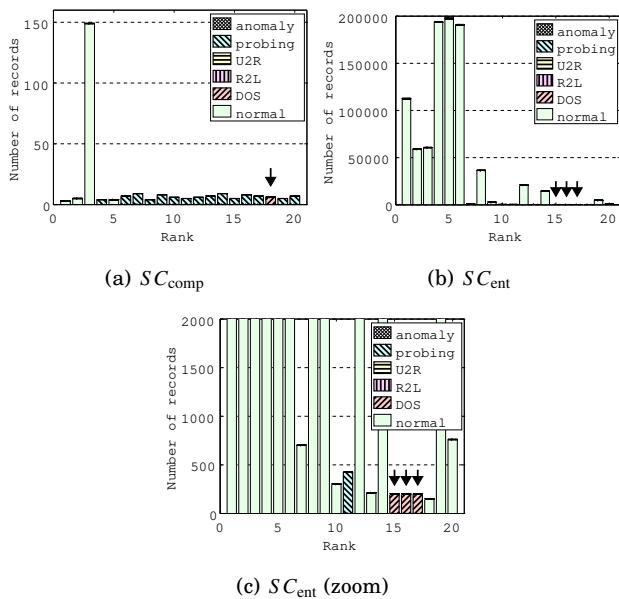 150
100
50
0
Number of records
anomaly
probing
U2R
R2L
DOS
normal
0 5 10 15 20
Rank
(a) SC_comp
200000
150000
100000
50000
0
Number of records
anomaly
probing
U2R
R2L
DOS
normal
0 5 10 15 20
Rank
(b) SC_ent
2000
1500
1000
500
0
Number of records
anomaly
probing
U2R
R2L
DOS
normal
0 5 10 15 20
Rank
(c) SC_ent (zoom)